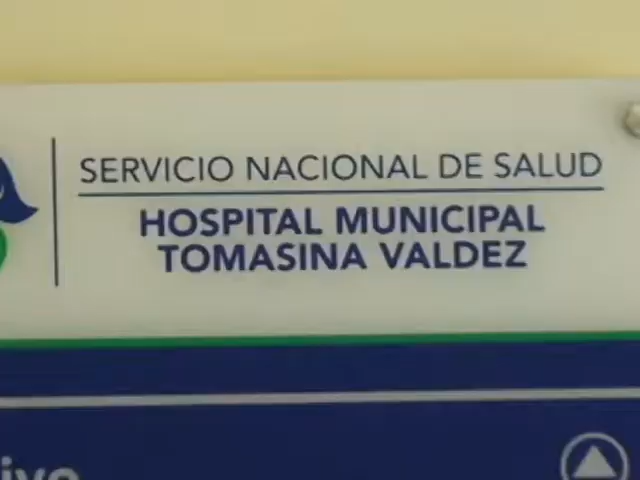 SERVICIO NACIONAL DE SALUD
HOSPITAL MUNICIPAL
TOMASINA VALDEZ